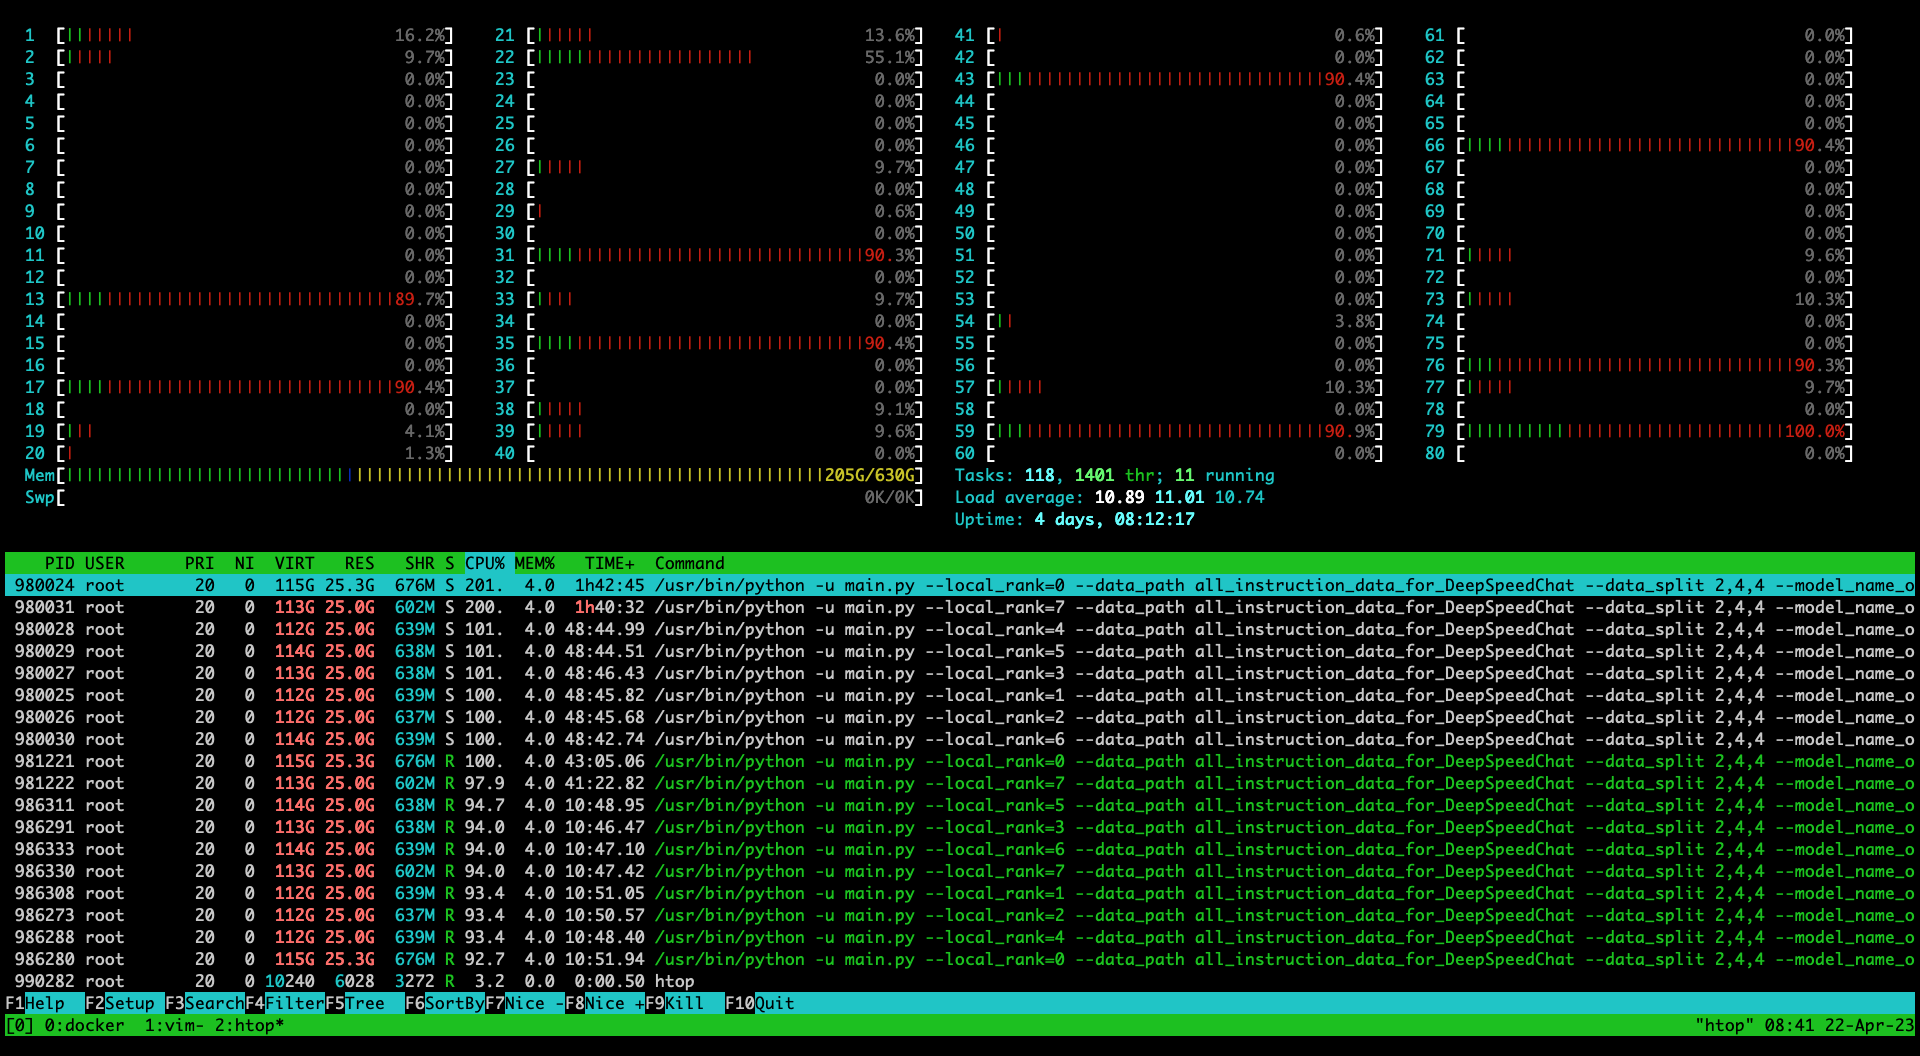 1 [||||||| 16.2%] 21 [|||||| 13.6%] 41 [| 0.6%] 61 [ 0.0%]
2 [||||| 9.7%] 22 [|||||||||||||||||||||| 55.1%] 42 [ 0.0%] 62 [ 0.0%]
3 [ 0.0%] 23 [ 0.0%] 43 [|||||||||||||||||||||||||||||||||90.4%] 63 [ 0.0%]
4 [ 0.0%] 24 [ 0.0%] 44 [ 0.0%] 64 [ 0.0%]
5 [ 0.0%] 25 [ 0.0%] 45 [ 0.0%] 65 [ 0.0%]
6 [ 0.0%] 26 [ 0.0%] 46 [ 0.0%] 66 [|||||||||||||||||||||||||||||||||90.4%]
7 [ 0.0%] 27 [||||| 9.7%] 47 [ 0.0%] 67 [ 0.0%]
8 [ 0.0%] 28 [ 0.0%] 48 [ 0.0%] 68 [ 0.0%]
9 [ 0.0%] 29 [| 0.6%] 49 [ 0.0%] 69 [ 0.0%]
10 [ 0.0%] 30 [ 0.0%] 50 [ 0.0%] 70 [ 0.0%]
11 [ 0.0%] 31 [|||||||||||||||||||||||||||||||||90.3%] 51 [ 0.0%] 71 [||||| 9.6%]
12 [ 0.0%] 32 [ 0.0%] 52 [ 0.0%] 72 [ 0.0%]
13 [|||||||||||||||||||||||||||||||||89.7%] 33 [|||| 9.7%] 53 [ 0.0%] 73 [||||| 10.3%]
14 [ 0.0%] 34 [ 0.0%] 54 [|| 3.8%] 74 [ 0.0%]
15 [ 0.0%] 35 [|||||||||||||||||||||||||||||||||90.4%] 55 [ 0.0%] 75 [ 0.0%]
16 [ 0.0%] 36 [ 0.0%] 56 [ 0.0%] 76 [|||||||||||||||||||||||||||||||||90.3%]
17 [|||||||||||||||||||||||||||||||||90.4%] 37 [ 0.0%] 57 [||||| 10.3%] 77 [||||| 9.7%]
18 [ 0.0%] 38 [||||| 9.1%] 58 [ 0.0%] 78 [ 0.0%]
19 [||| 4.1%] 39 [||||| 9.6%] 59 [|||||||||||||||||||||||||||||||||90.9%] 79 [||||||||||||||||||||||||||||||||100.0%]
20 [| 1.3%] 40 [ 0.0%] 60 [ 0.0%] 80 [ 0.0%]
Mem[||||||||||||||||||||||||||||||||||||||||||||||||||||||||||||||||||||||||||||205G/630G] Tasks: 118, 1401 thr; 11 running
Swp[ 0K/0K] Load average: 10.89 11.01 10.74
Uptime: 4 days, 08:12:17
PID USER PRI NI VIRT RES SHR S CPU% MEM% TIME+ Command
980024 root 20 0 115G 25.3G 676M S 201. 4.0 1h42:45 /usr/bin/python -u main.py --local_rank=0 --data_path all_instruction_data_for_DeepSpeedChat --data_split 2,4,4 --model_name_o
980031 root 20 0 113G 25.0G 602M S 200. 4.0 1h40:32 /usr/bin/python -u main.py --local_rank=7 --data_path all_instruction_data_for_DeepSpeedChat --data_split 2,4,4 --model_name_o
980028 root 20 0 112G 25.0G 639M S 101. 4.0 48:44.99 /usr/bin/python -u main.py --local_rank=4 --data_path all_instruction_data_for_DeepSpeedChat --data_split 2,4,4 --model_name_o
980029 root 20 0 114G 25.0G 638M S 101. 4.0 48:44.51 /usr/bin/python -u main.py --local_rank=5 --data_path all_instruction_data_for_DeepSpeedChat --data_split 2,4,4 --model_name_o
980027 root 20 0 113G 25.0G 638M S 101. 4.0 48:46.43 /usr/bin/python -u main.py --local_rank=3 --data_path all_instruction_data_for_DeepSpeedChat --data_split 2,4,4 --model_name_o
980025 root 20 0 112G 25.0G 639M S 100. 4.0 48:45.82 /usr/bin/python -u main.py --local_rank=1 --data_path all_instruction_data_for_DeepSpeedChat --data_split 2,4,4 --model_name_o
980026 root 20 0 112G 25.0G 637M S 100. 4.0 48:45.68 /usr/bin/python -u main.py --local_rank=2 --data_path all_instruction_data_for_DeepSpeedChat --data_split 2,4,4 --model_name_o
980030 root 20 0 114G 25.0G 639M S 100. 4.0 48:42.74 /usr/bin/python -u main.py --local_rank=6 --data_path all_instruction_data_for_DeepSpeedChat --data_split 2,4,4 --model_name_o
981221 root 20 0 115G 25.3G 676M R 100. 4.0 43:05.06 /usr/bin/python -u main.py --local_rank=0 --data_path all_instruction_data_for_DeepSpeedChat --data_split 2,4,4 --model_name_o
981222 root 20 0 113G 25.0G 602M R 97.9 4.0 41:22.82 /usr/bin/python -u main.py --local_rank=7 --data_path all_instruction_data_for_DeepSpeedChat --data_split 2,4,4 --model_name_o
986311 root 20 0 114G 25.0G 638M R 94.7 4.0 10:48.95 /usr/bin/python -u main.py --local_rank=5 --data_path all_instruction_data_for_DeepSpeedChat --data_split 2,4,4 --model_name_o
986291 root 20 0 113G 25.0G 638M R 94.0 4.0 10:46.47 /usr/bin/python -u main.py --local_rank=3 --data_path all_instruction_data_for_DeepSpeedChat --data_split 2,4,4 --model_name_o
986333 root 20 0 114G 25.0G 639M R 94.0 4.0 10:47.10 /usr/bin/python -u main.py --local_rank=6 --data_path all_instruction_data_for_DeepSpeedChat --data_split 2,4,4 --model_name_o
986330 root 20 0 113G 25.0G 602M R 94.0 4.0 10:47.42 /usr/bin/python -u main.py --local_rank=7 --data_path all_instruction_data_for_DeepSpeedChat --data_split 2,4,4 --model_name_o
986308 root 20 0 112G 25.0G 639M R 93.4 4.0 10:51.05 /usr/bin/python -u main.py --local_rank=1 --data_path all_instruction_data_for_DeepSpeedChat --data_split 2,4,4 --model_name_o
986273 root 20 0 112G 25.0G 637M R 93.4 4.0 10:50.57 /usr/bin/python -u main.py --local_rank=2 --data_path all_instruction_data_for_DeepSpeedChat --data_split 2,4,4 --model_name_o
986288 root 20 0 112G 25.0G 639M R 93.4 4.0 10:48.40 /usr/bin/python -u main.py --local_rank=4 --data_path all_instruction_data_for_DeepSpeedChat --data_split 2,4,4 --model_name_o
986280 root 20 0 115G 25.3G 676M R 92.7 4.0 10:51.94 /usr/bin/python -u main.py --local_rank=0 --data_path all_instruction_data_for_DeepSpeedChat --data_split 2,4,4 --model_name_o
990282 root 20 0 10240 6028 3272 R 3.2 0.0 0:00.50 htop
F1Help F2Setup F3SearchF4FilterF5Tree F6SortByF7Nice -F8Nice +F9Kill F10Quit
[0] 0:docker 1:vim- 2:htop* "htop" 08:41 22-Apr-23